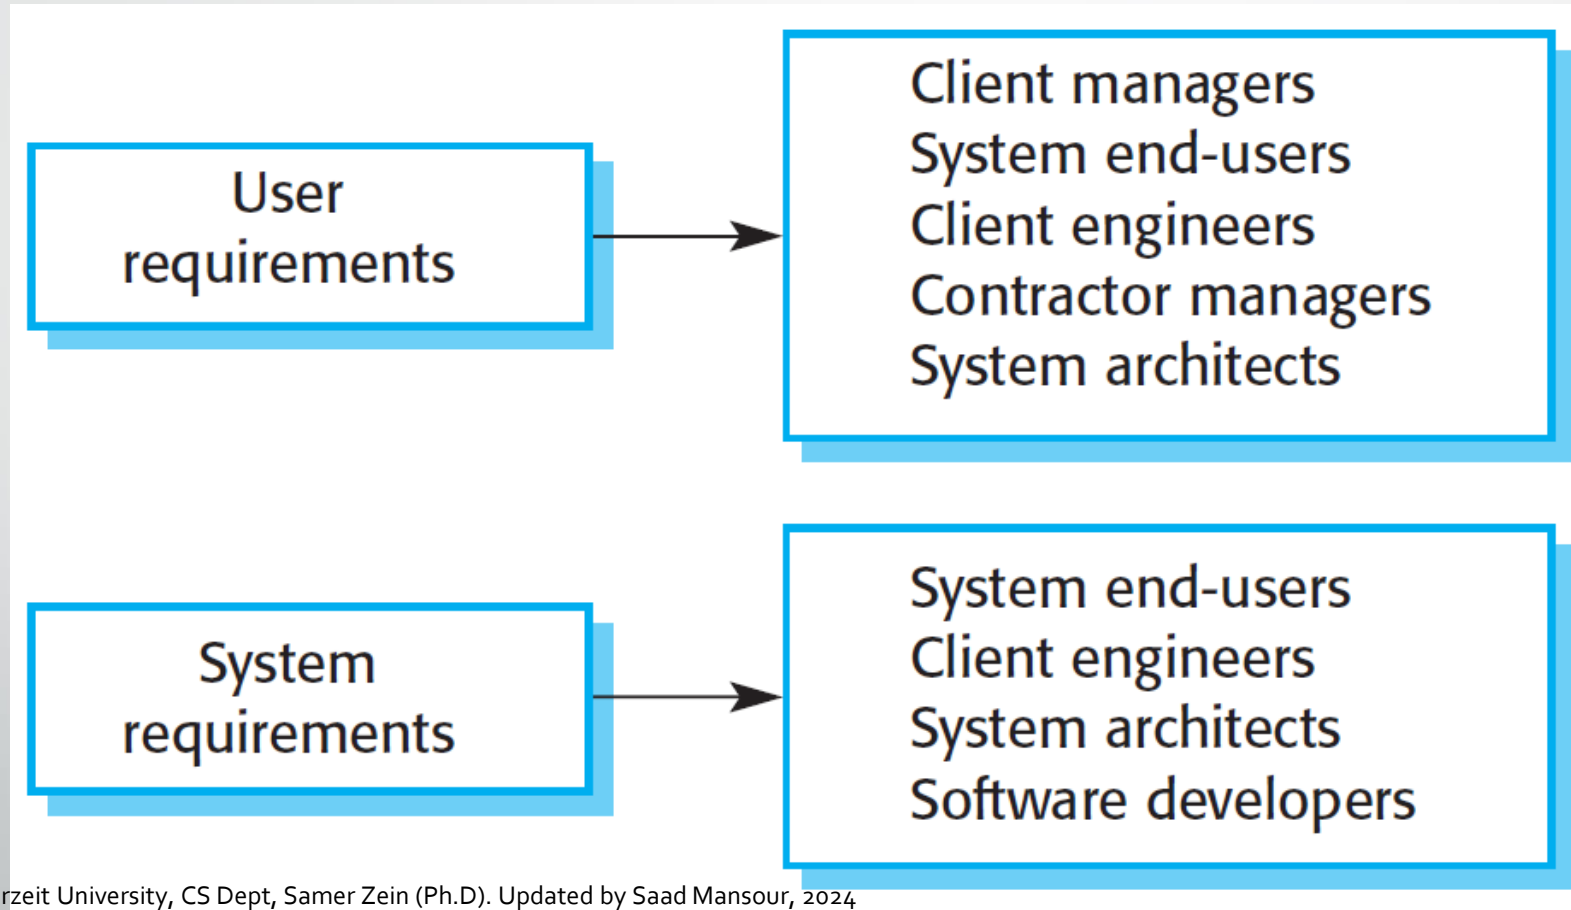 User
requirements
Client managers
System end-users
Client engineers
Contractor managers
System architects
System
requirements
System end-users
Client engineers
System architects
Software developers
rzeit University, CS Dept, Samer Zein (Ph.D). Updated by Saad Mansour, 2024